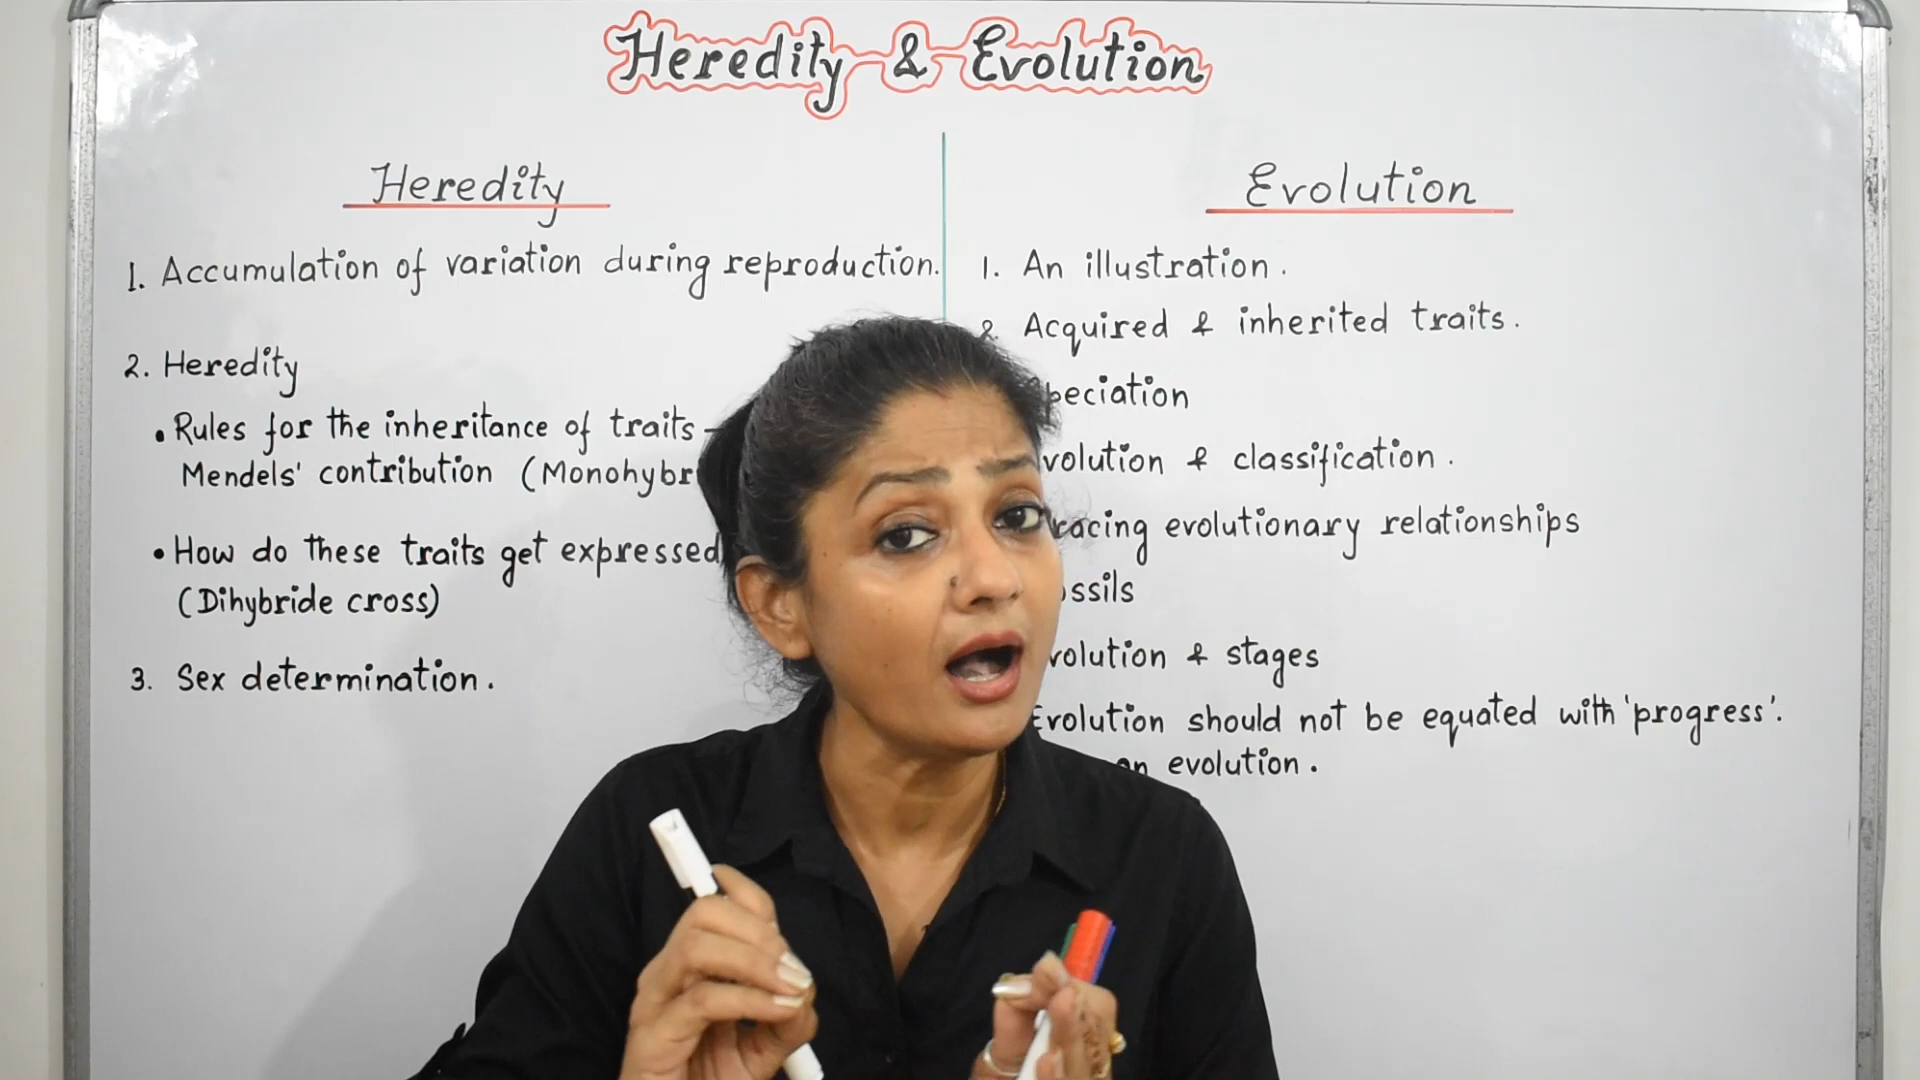 Heredity & Evolution
Heredity
1. Accumulation of variation during reproduction.
2. Heredity
• Rules for the inheritance of traits -
Mendels' contribution (Monohybr
• How do these traits get expressed
(Dihybride cross)
3. Sex determination.
Evolution
1. An illustration.
2. Acquired & inherited traits.
peciation
volution & classification.
racing evolutionary relationships
ossils
volution & stages
Evolution should not be equated with 'progress'.
an evolution.